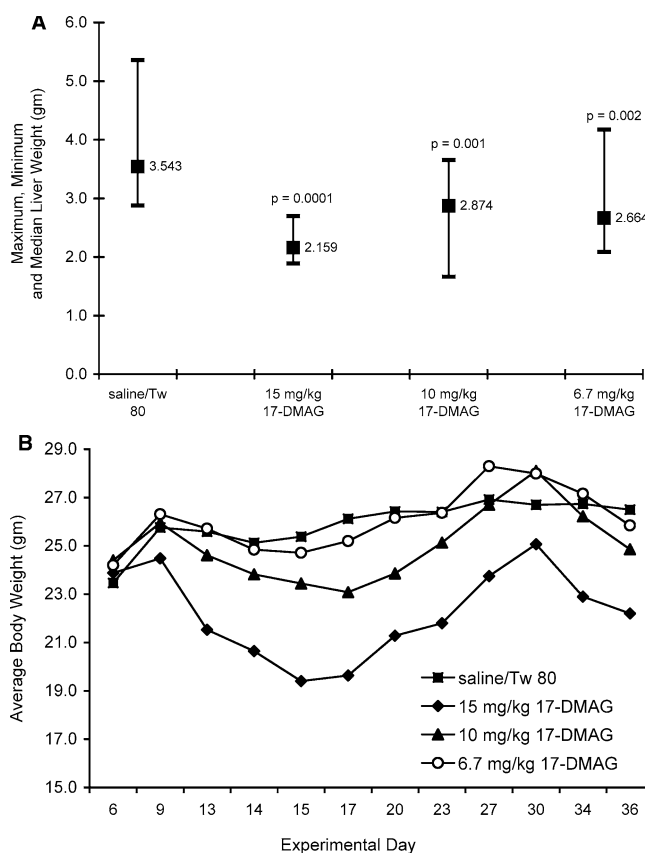 A
Maximum, Minimum
and Median Liver Weight (gm)
6.0
5.0
4.0
3.0
2.0
1.0
0.0
3.543
p = 0.0001
2.159
p = 0.001
2.874
p = 0.002
2.664
saline/Tw
80
15 mg/kg
17-DMAG
10 mg/kg
17-DMAG
6.7 mg/kg
17-DMAG
B
Average Body Weight (gm)
29.0
27.0
25.0
23.0
21.0
19.0
17.0
15.0
saline/Tw 80
15 mg/kg 17-DMAG
10 mg/kg 17-DMAG
6.7 mg/kg 17-DMAG
6 9 13 14 15 17 20 23 27 30 34 36
Experimental Day